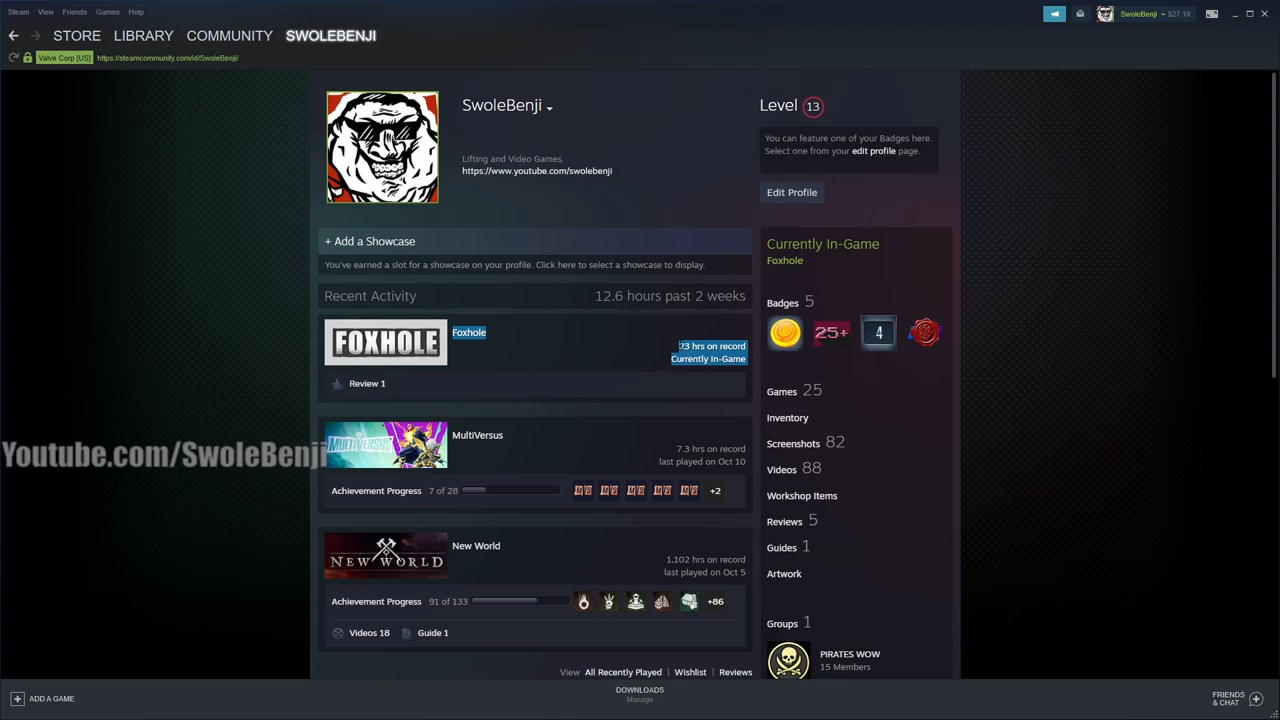 Steam View Friends Games Help
SwoleBenji $27.16
STORE LIBRARY COMMUNITY SWOLEBENJI
Valve Corp [US] https://steamcommunity.com/id/SwoleBenji/
SwoleBenji
Level 13
You can feature one of your Badges here.
Select one from your edit profile page.
Lifting and Video Games.
https://www.youtube.com/swolebenji
Edit Profile
+ Add a Showcase
You've earned a slot for a showcase on your profile. Click here to select a showcase to display.
Currently In-Game
Foxhole
Recent Activity 12.6 hours past 2 weeks
Badges 5
25+ 4
FOXHOLE
Foxhole
23 hrs on record
Currently In-Game
Review 1
Games 25
Inventory
Screenshots 82
Videos 88
Workshop Items
Reviews 5
Guides 1
Artwork
MULTIVERSUS
MultiVersus
7.3 hrs on record
last played on Oct 10
Youtube.com/SwoleBenji
Achievement Progress 7 of 28 +2
NEW WORLD
New World
1,102 hrs on record
last played on Oct 5
Achievement Progress 91 of 133 +86
Videos 18 Guide 1
Groups 1
PIRATES WOW
15 Members
View All Recently Played | Wishlist | Reviews
ADD A GAME
DOWNLOADS
Manage
FRIENDS
& CHAT